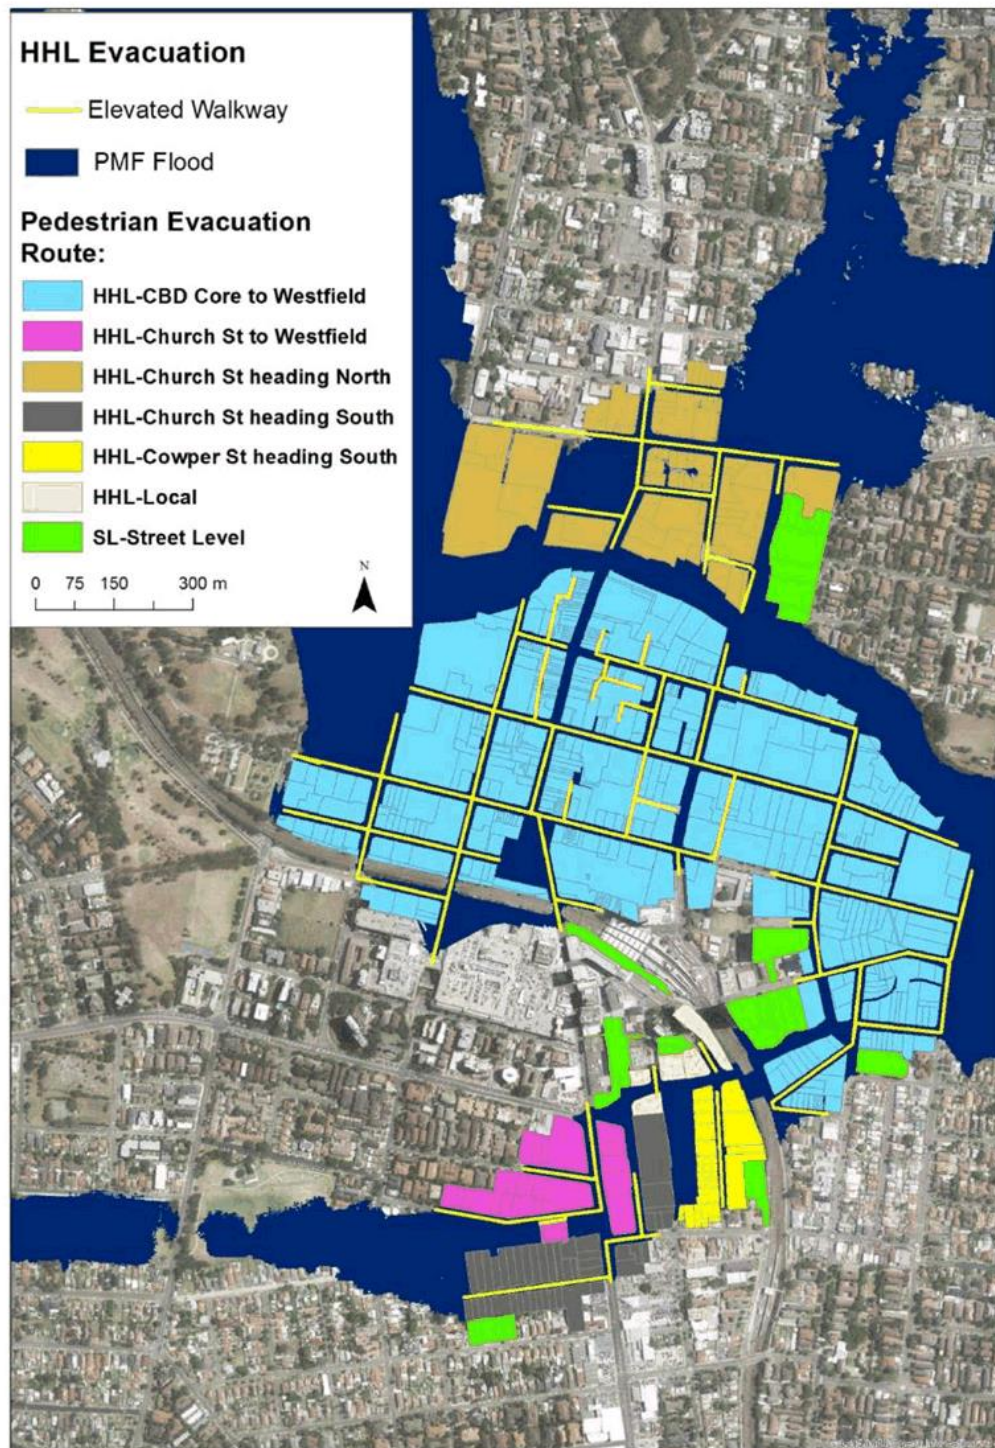 HHL Evacuation
Elevated Walkway
PMF Flood
Pedestrian Evacuation
Route:
HHL-CBD Core to Westfield
HHL-Church St to Westfield
HHL-Church St heading North
HHL-Church St heading South
HHL-Cowper St heading South
HHL-Local
SL-Street Level
0 75 150 300 m
N